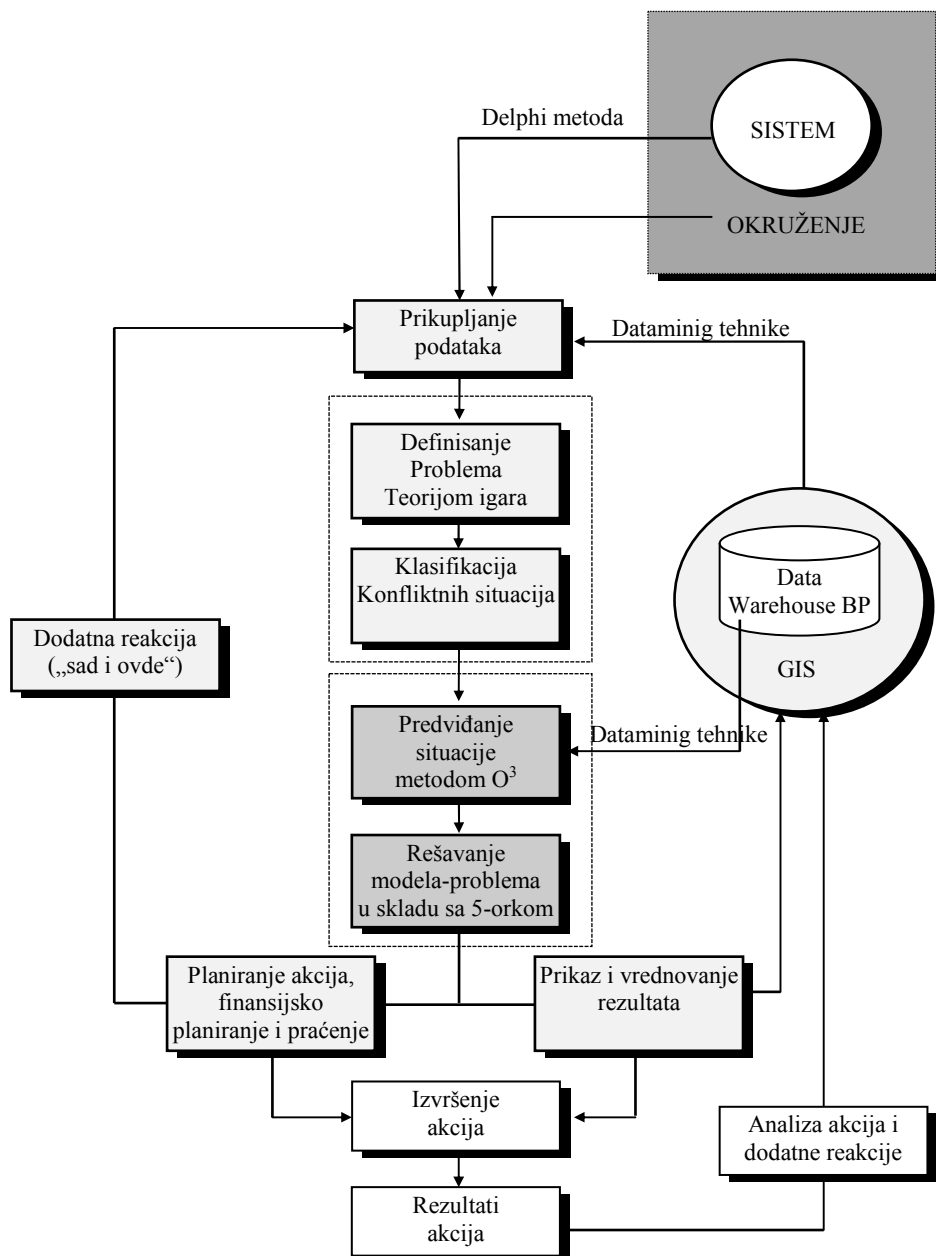 Delphi metoda
SISTEM
OKRUŽENJE
Prikupljanje
podataka
Dataminig tehnike
Definisanje
Problema
Teorijom igara
Klasifikacija
Konfliktnih situacija
Data
Warehouse BP
GIS
Dodatna reakcija
(„sad i ovde“)
Predviđanje
situacije
metodom O³
Dataminig tehnike
Rešavanje
modela-problema
u skladu sa 5-orkom
Planiranje akcija,
finansijsko
planiranje i praćenje
Prikaz i vrednovanje
rezultata
Izvršenje
akcija
Analiza akcija i
dodatne reakcije
Rezultati
akcija